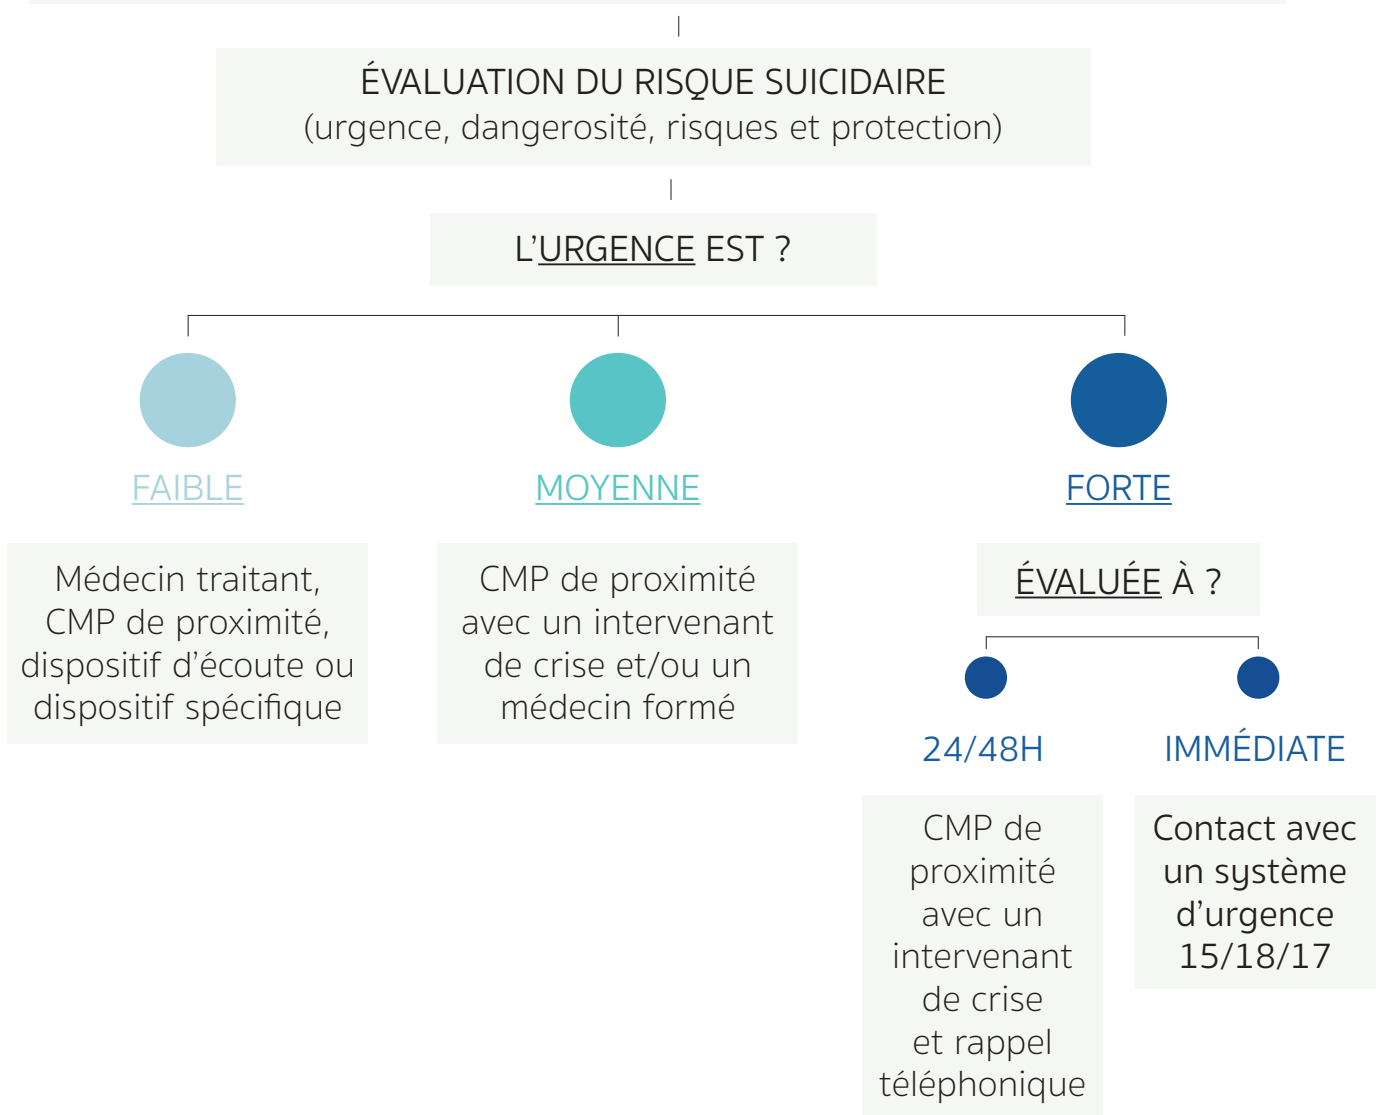 ÉVALUATION DU RISQUE SUICIDAIRE
(urgence, dangerosité, risques et protection)
L'URGENCE EST ?
FAIBLE
Médecin traitant,
CMP de proximité,
dispositif d'écoute ou
dispositif spécifique
MOYENNE
CMP de proximité
avec un intervenant
de crise et/ou un
médecin formé
FORTE
ÉVALUÉE À ?
24/48H
CMP de
proximité
avec un
intervenant
de crise
et rappel
téléphonique
IMMÉDIATE
Contact avec
un système
d'urgence
15/18/17